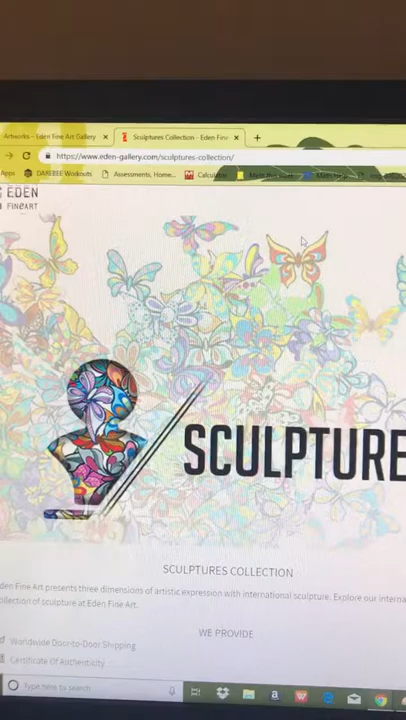 Artworks – Eden Fine Art Gallery
Sculptures Collection - Eden Fine
https://www.eden-gallery.com/sculptures-collection/
Apps DAREBEE Workouts Assessments, Home... Calculator
EDEN
FINEART
SCULPTURE
SCULPTURES COLLECTION
den Fine Art presents three dimensions of artistic expression with international sculpture. Explore our interna
ollection of sculpture at Eden Fine Art.
WE PROVIDE
Worldwide Door-to-Door Shipping
Certificate Of Authenticity
Type here to search